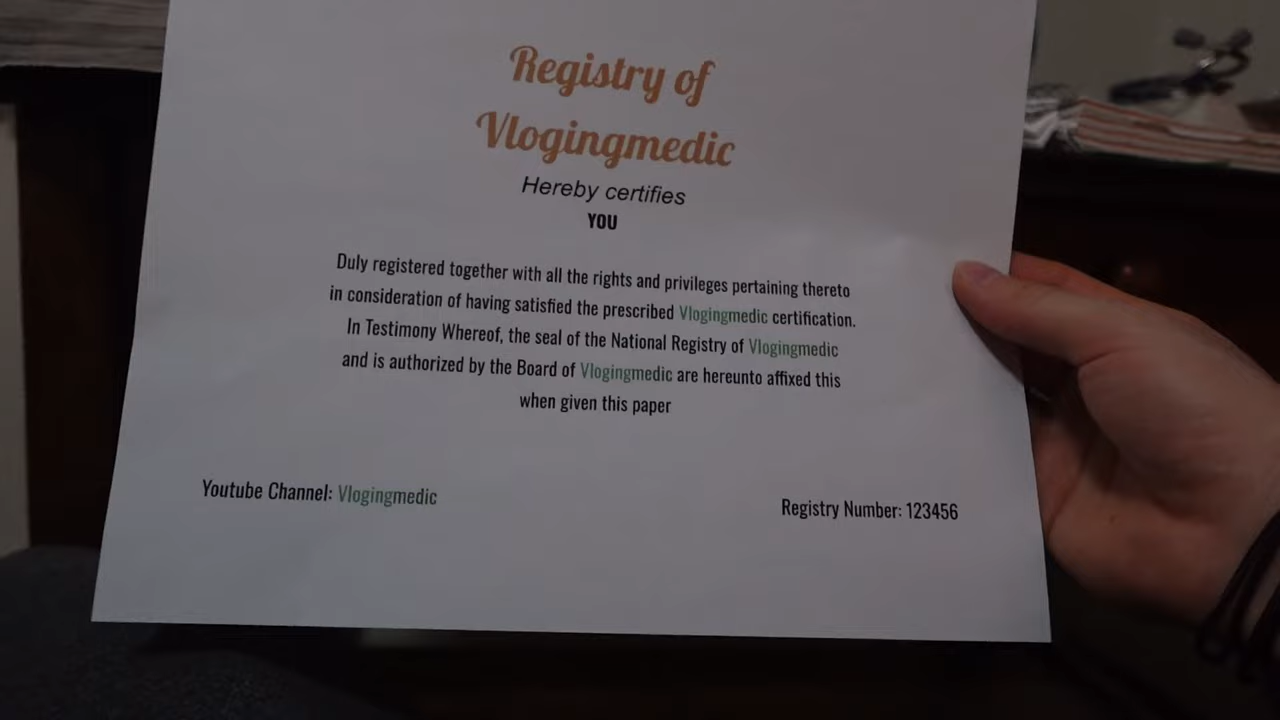 Registry of
Vlogingmedic
Hereby certifies
YOU
Duly registered together with all the rights and privileges pertaining thereto
in consideration of having satisfied the prescribed Vlogingmedic certification.
In Testimony Whereof, the seal of the National Registry of Vlogingmedic
and is authorized by the Board of Vlogingmedic are hereunto affixed this
when given this paper
Youtube Channel: Vlogingmedic
Registry Number: 123456